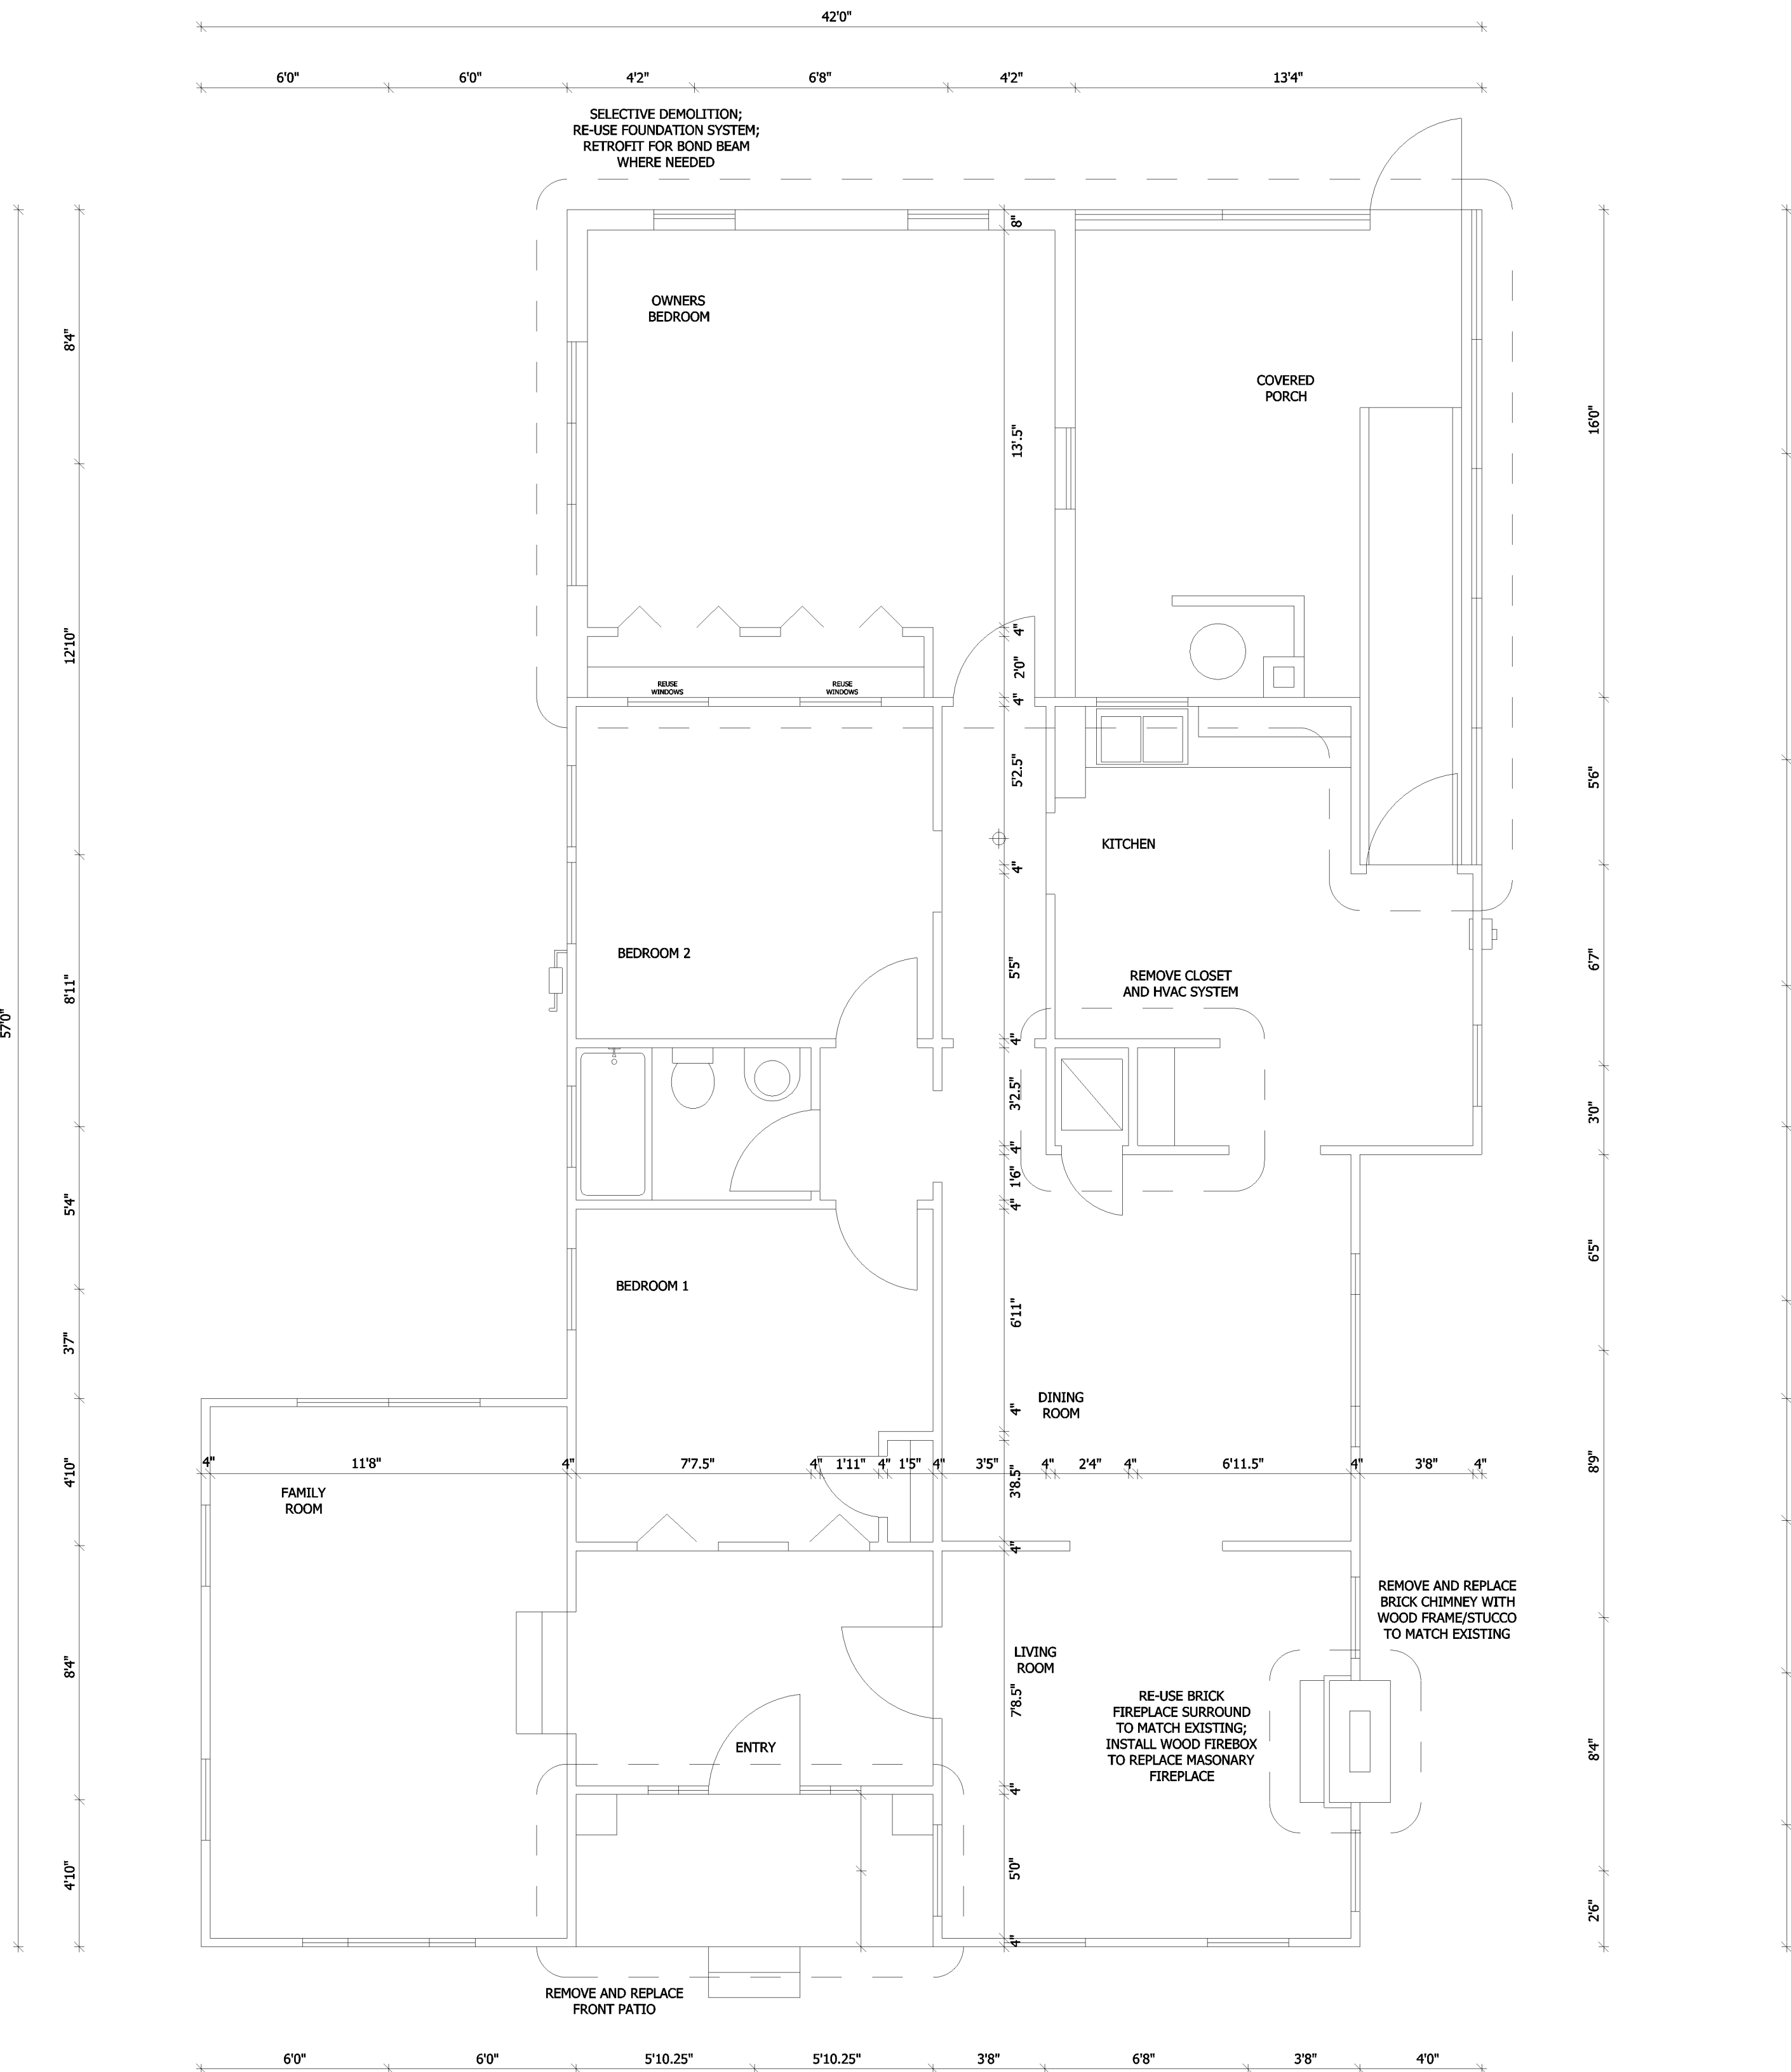 42'0"
6'0" 6'0" 4'2" 6'8" 4'2" 13'4"
SELECTIVE DEMOLITION;
RE-USE FOUNDATION SYSTEM;
RETROFIT FOR BOND BEAM
WHERE NEEDED
8"
OWNERS
BEDROOM
8'4"
COVERED
PORCH
16'0"
13'.5"
12'10"
4"
2'0"
REUSE
WINDOWS
REUSE
WINDOWS
4"
5'2.5"
5'6"
KITCHEN
4"
BEDROOM 2
6'7"
5'5"
REMOVE CLOSET
AND HVAC SYSTEM
8'11"
57'0"
4"
3'2.5"
3'0"
4"
1'6"
5'4"
4"
6'5"
BEDROOM 1
6'11"
3'7"
DINING
ROOM
4"
4" 11'8" 4" 7'7.5" 4" 1'11" 4" 1'5" 4" 3'5" 4" 2'4" 4" 6'11.5" 4" 3'8" 4"
4'10"
3'8.5"
8'9"
FAMILY
ROOM
4"
REMOVE AND REPLACE
BRICK CHIMNEY WITH
WOOD FRAME/STUCCO
TO MATCH EXISTING
8'4"
LIVING
ROOM
7'8.5"
RE-USE BRICK
FIREPLACE SURROUND
TO MATCH EXISTING;
INSTALL WOOD FIREBOX
TO REPLACE MASONARY
FIREPLACE
ENTRY
8'4"
4"
4'10"
5'0"
2'6"
4"
REMOVE AND REPLACE
FRONT PATIO
6'0" 6'0" 5'10.25" 5'10.25" 3'8" 6'8" 3'8" 4'0"